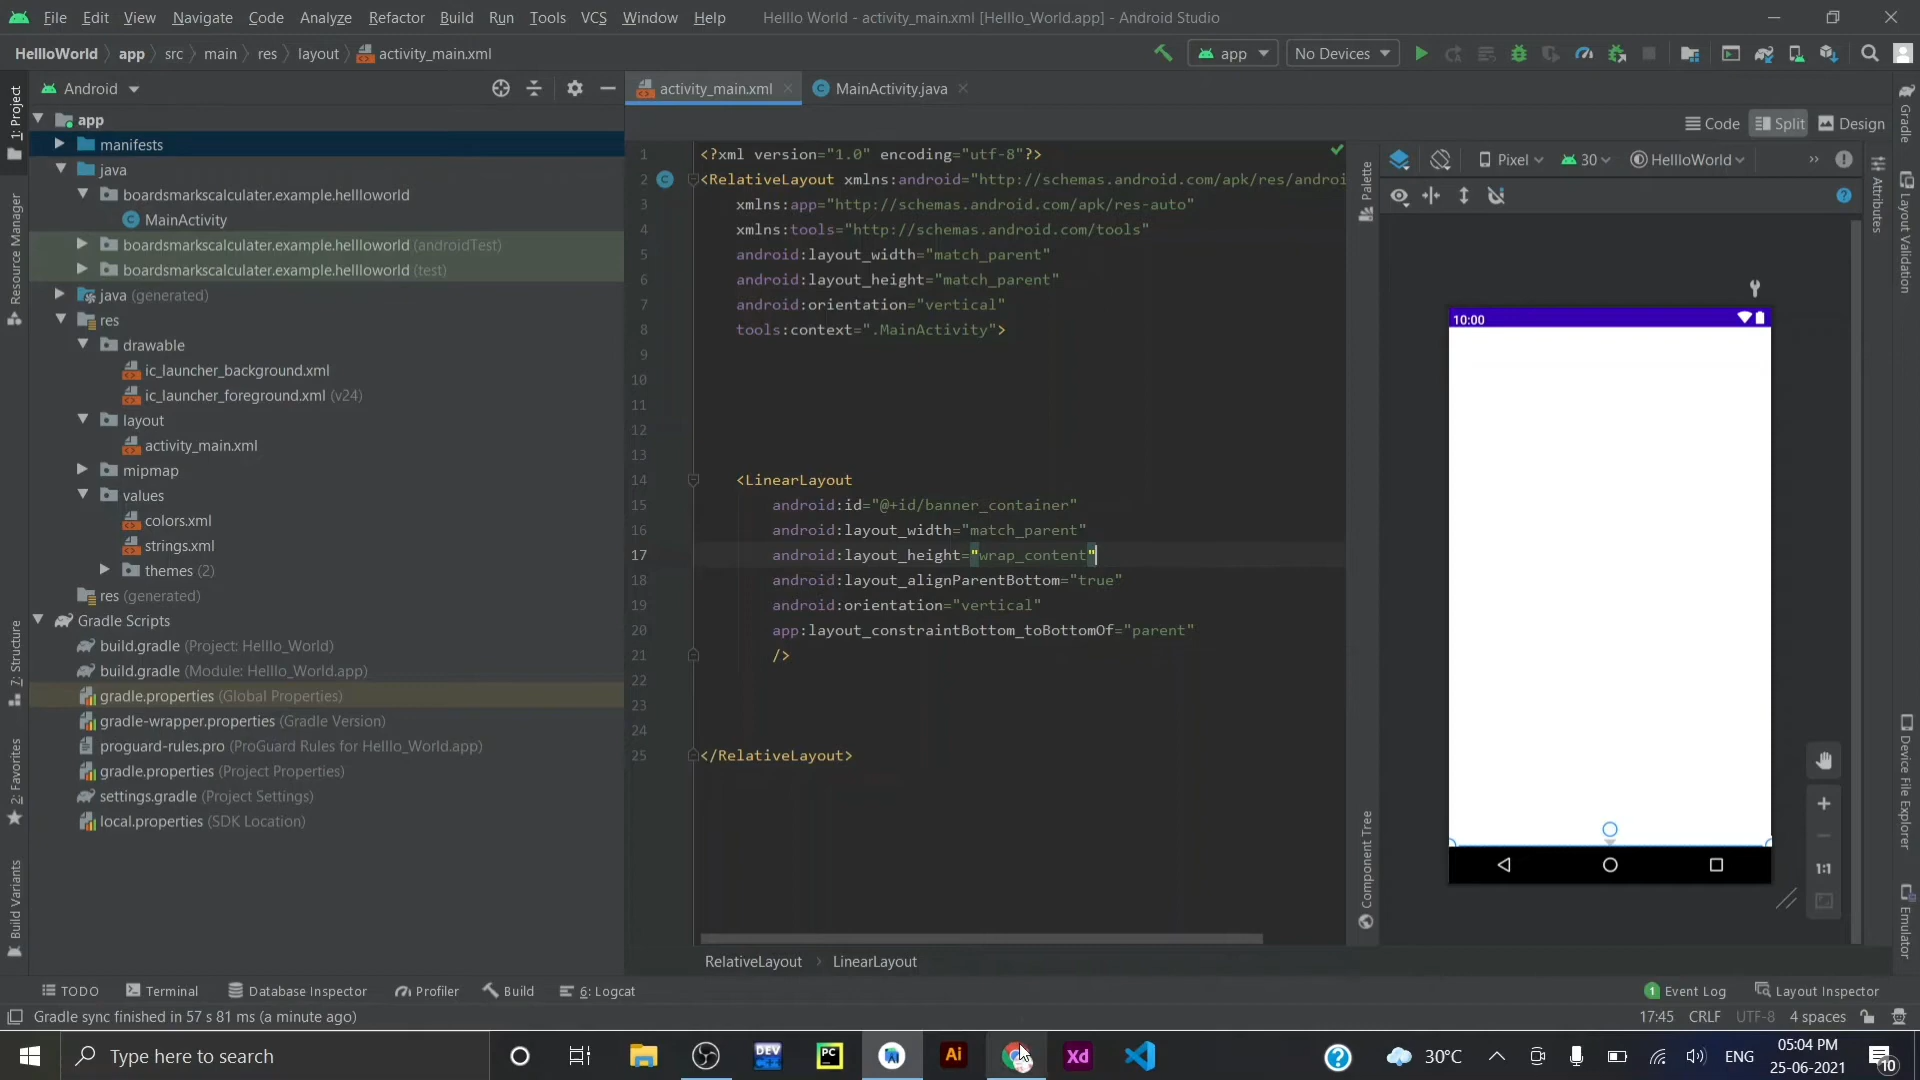 File Edit View Navigate Code Analyze Refactor Build Run Tools VCS Window Help Helllo World - activity_main.xml [Helllo_World.app] - Android Studio
HellloWorld app src main res layout activity_main.xml
app No Devices
Android
activity_main.xml MainActivity.java
Code Split Design
1: Project
Resource Manager
7: Structure
2: Favorites
Build Variants
app
manifests
java
boardsmarkscalculater.example.hellloworld
MainActivity
boardsmarkscalculater.example.hellloworld (androidTest)
boardsmarkscalculater.example.hellloworld (test)
java (generated)
res
drawable
ic_launcher_background.xml
ic_launcher_foreground.xml (v24)
layout
activity_main.xml
mipmap
values
colors.xml
strings.xml
themes (2)
res (generated)
Gradle Scripts
build.gradle (Project: Helllo_World)
build.gradle (Module: Helllo_World.app)
gradle.properties (Global Properties)
gradle-wrapper.properties (Gradle Version)
proguard-rules.pro (ProGuard Rules for Helllo_World.app)
gradle.properties (Project Properties)
settings.gradle (Project Settings)
local.properties (SDK Location)
1 <?xml version="1.0" encoding="utf-8"?>
2 <RelativeLayout xmlns:android="http://schemas.android.com/apk/res/androi
3 xmlns:app="http://schemas.android.com/apk/res-auto"
4 xmlns:tools="http://schemas.android.com/tools"
5 android:layout_width="match_parent"
6 android:layout_height="match_parent"
7 android:orientation="vertical"
8 tools:context=".MainActivity">
9
10
11
12
13
14 <LinearLayout
15 android:id="@+id/banner_container"
16 android:layout_width="match_parent"
17 android:layout_height="wrap_content"
18 android:layout_alignParentBottom="true"
19 android:orientation="vertical"
20 app:layout_constraintBottom_toBottomOf="parent"
21 />
22
23
24
25 </RelativeLayout>
RelativeLayout LinearLayout
Palette
Component Tree
Pixel 30 HellloWorld
10:00
1:1
Attributes
Gradle
Layout Validation
Device File Explorer
Emulator
TODO Terminal Database Inspector Profiler Build 6: Logcat 1 Event Log Layout Inspector
Gradle sync finished in 57 s 81 ms (a minute ago) 17:45 CRLF UTF-8 4 spaces
Type here to search DEV PC Ai Xd 30°C ENG 05:04 PM
25-06-2021 10